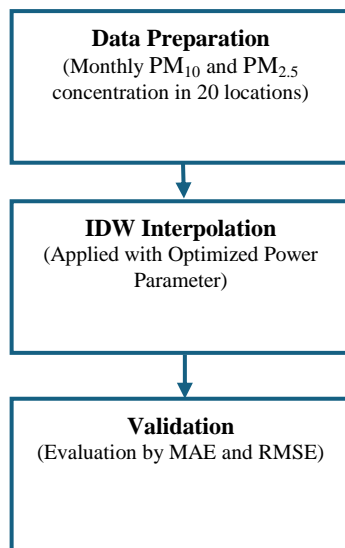 Data Preparation
(Monthly PM₁₀ and PM₂.₅
concentration in 20 locations)
IDW Interpolation
(Applied with Optimized Power
Parameter)
Validation
(Evaluation by MAE and RMSE)